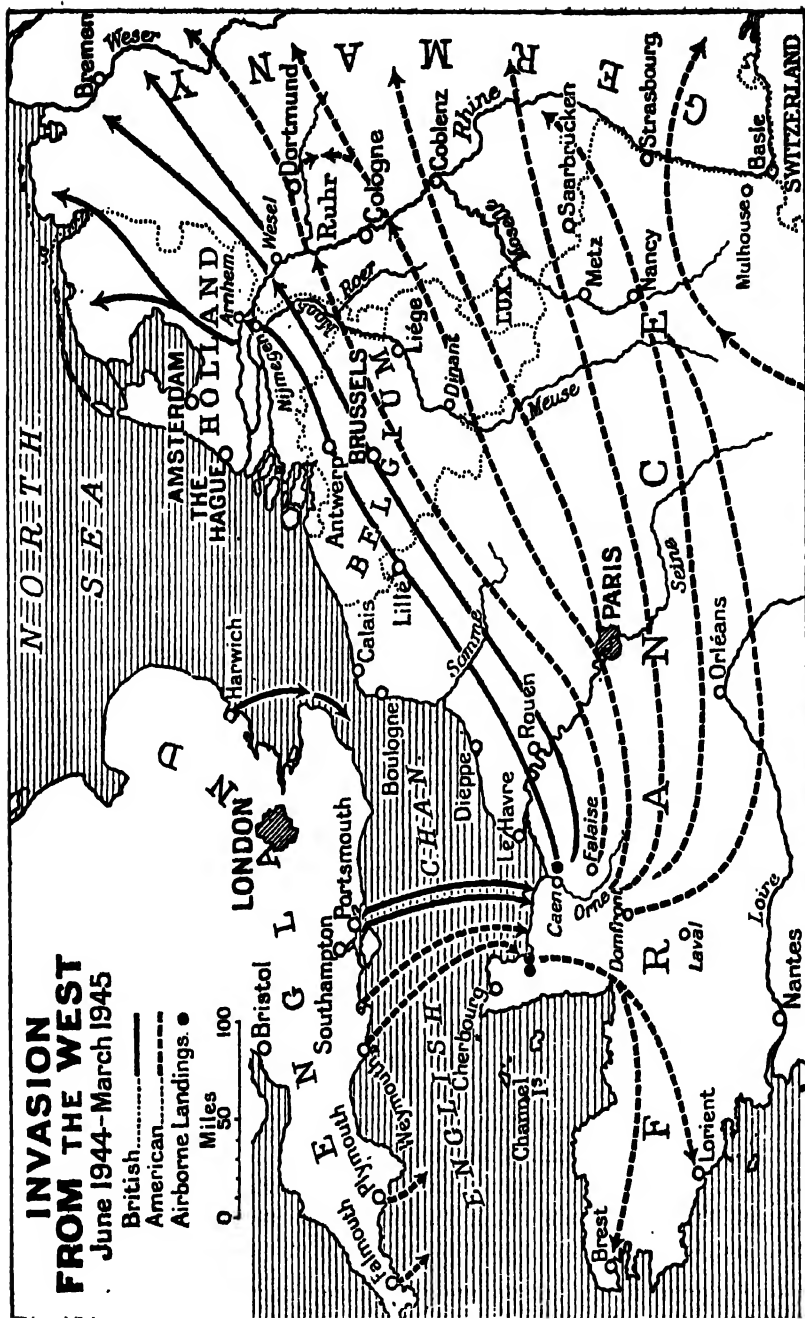 INVASION
FROM THE WEST
June 1944–March 1945
British
American
Airborne Landings
Miles
0 50 100
NORTH
SEA
ENGLAND
Bristol
LONDON
Harwich
Southampton
Portsmouth
Weymouth
Plymouth
Falmouth
ENGLISH CHAN.
Channel
Is
Cherbourg
Calais
Boulogne
Dieppe
Le Havre
Rouen
Caen
Falaise
Orne
Domfront
Laval
Brest
Lorient
Nantes
Loire
Orléans
PARIS
Seine
Somme
FRANCE
Lille
BELGIUM
Antwerp
BRUSSELS
Liége
Dinant
Meuse
LUX.
HOLLAND
AMSTERDAM
THE
HAGUE
Arnhem
Nijmegen
Maas
Roer
Wesel
Ruhr
Dortmund
Cologne
Coblenz
Rhine
Moselle
Bremen
Weser
GERMANY
Saarbrücken
Metz
Nancy
Strasbourg
Mulhouse
Basle
SWITZERLAND